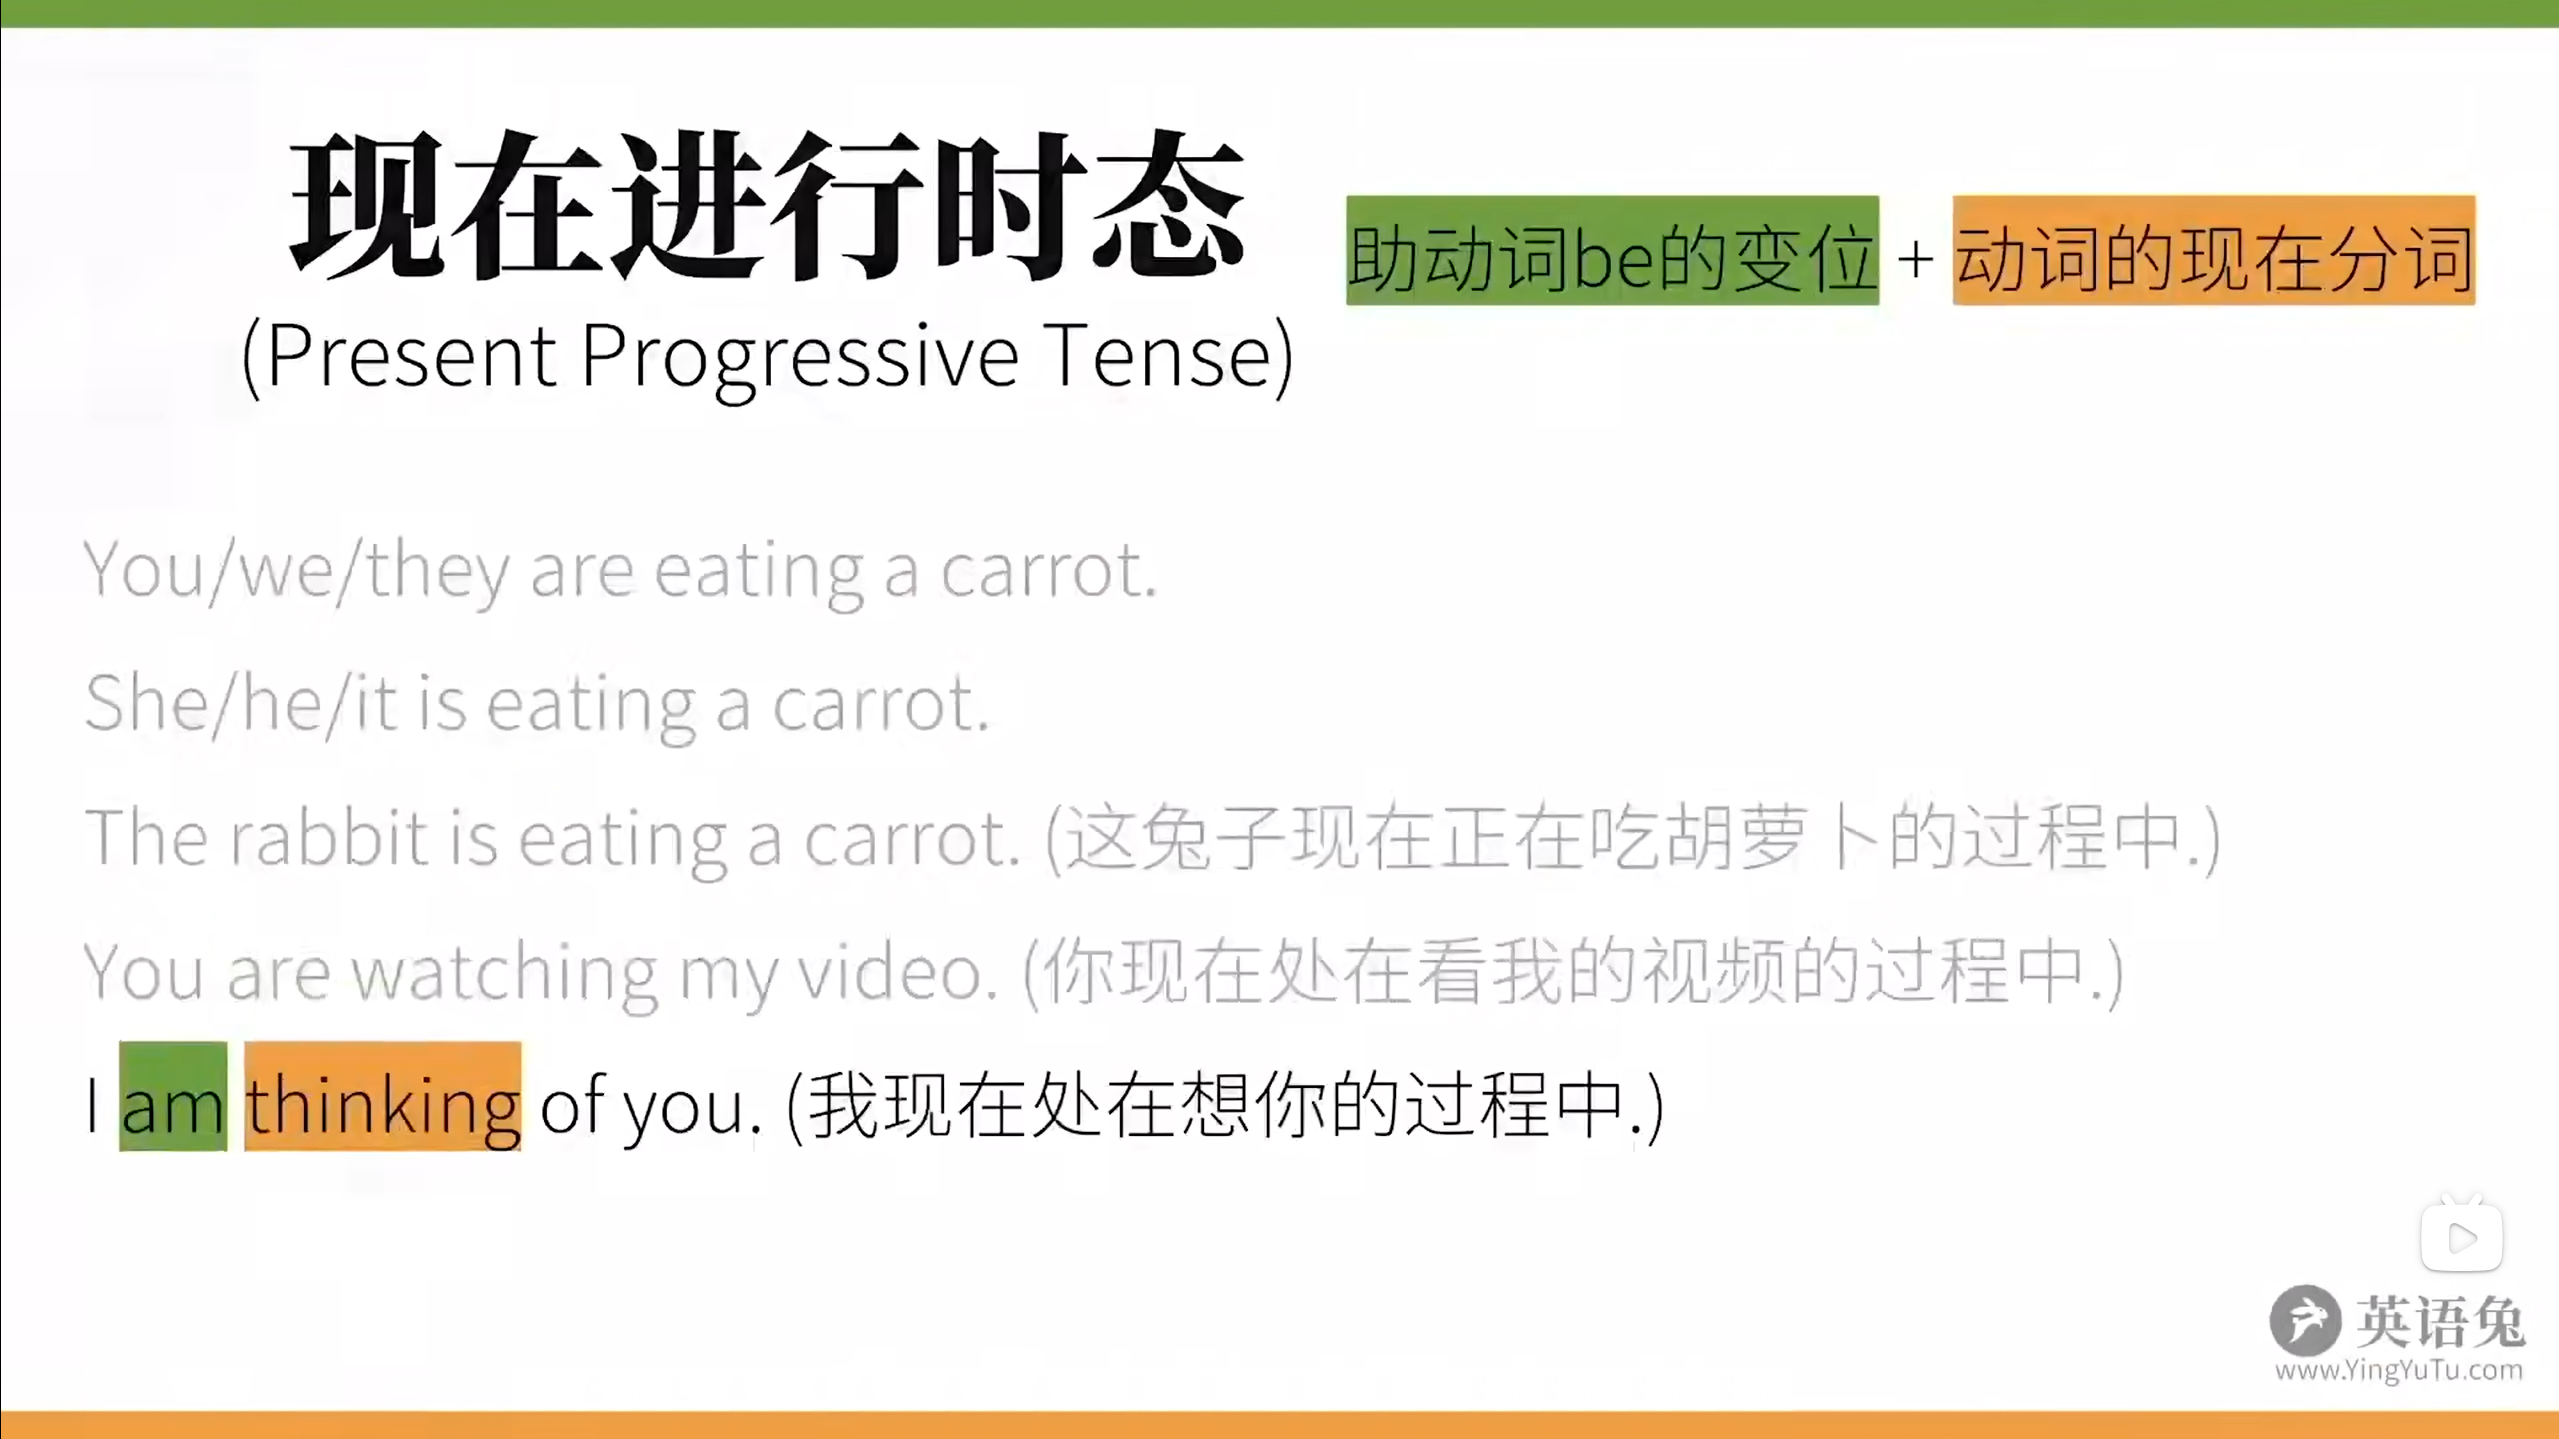 现在进行时态
助动词be的变位 + 动词的现在分词
(Present Progressive Tense)
You/we/they are eating a carrot.
She/he/it is eating a carrot.
The rabbit is eating a carrot. (这兔子现在正在吃胡萝卜的过程中.)
You are watching my video. (你现在处在看我的视频的过程中.)
I am thinking of you. (我现在处在想你的过程中.)
英语兔
www.YingYuTu.com